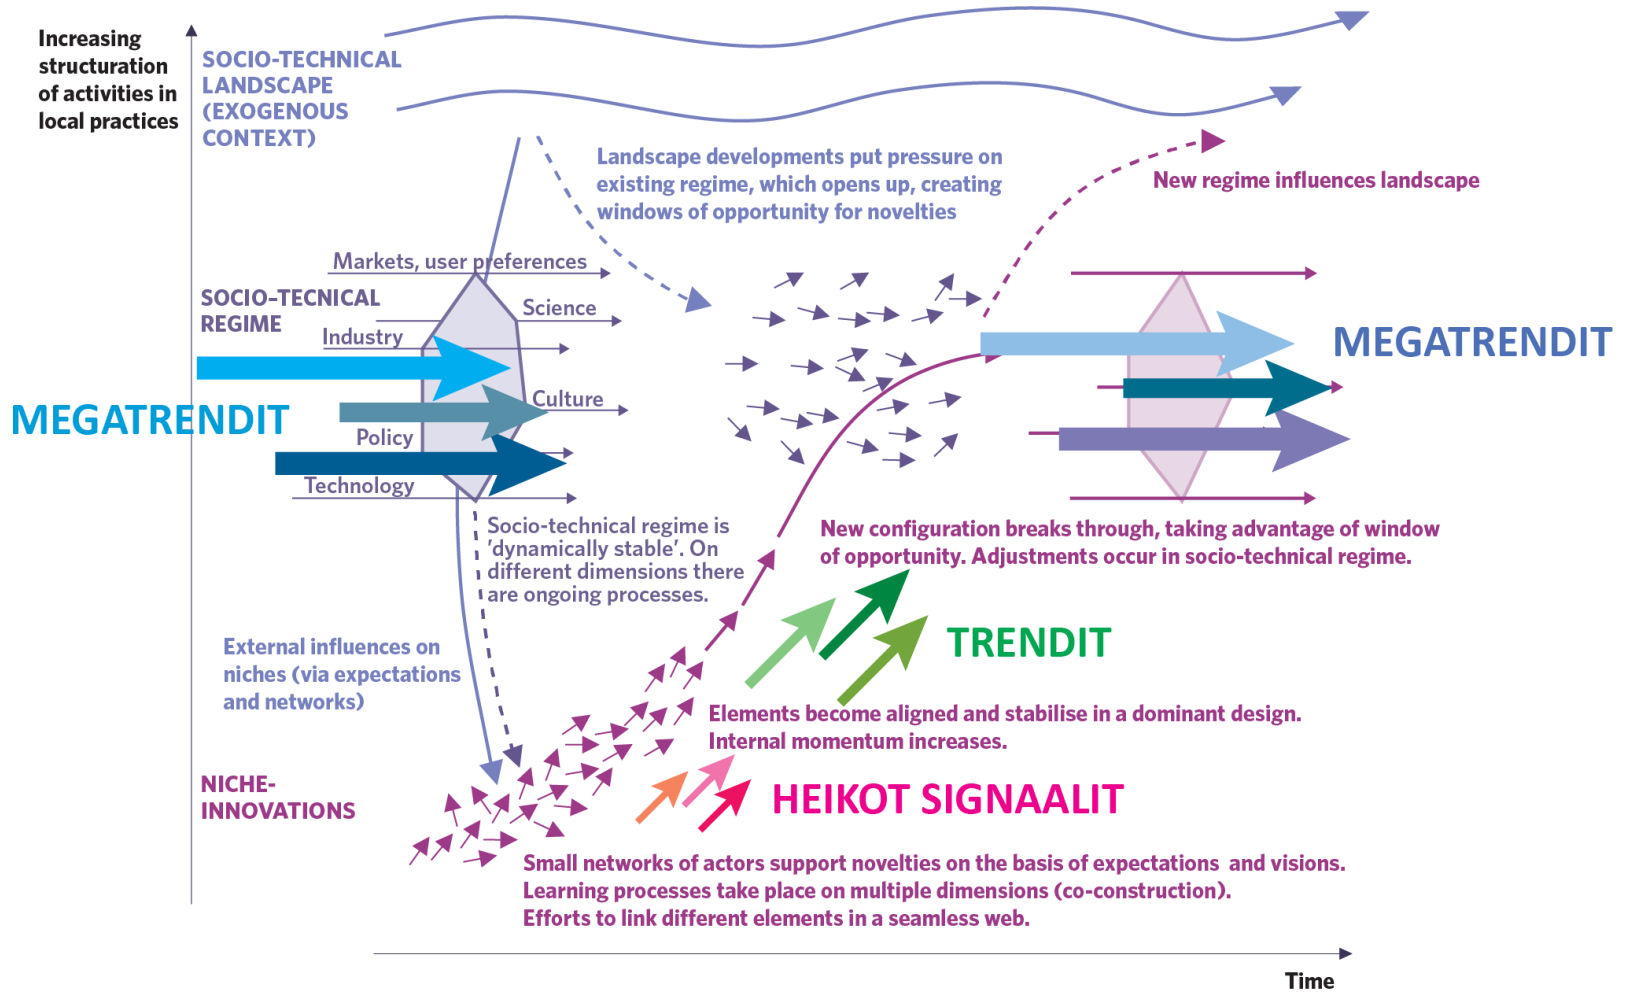 Increasing
structuration
of activities in
local practices
SOCIO-TECHNICAL
LANDSCAPE
(EXOGENOUS
CONTEXT)
Landscape developments put pressure on
existing regime, which opens up, creating
windows of opportunity for novelties
New regime influences landscape
Markets, user preferences
SOCIO-TECNICAL
REGIME
Science
Industry
MEGATRENDIT
MEGATRENDIT
Culture
Policy
Technology
Socio-technical regime is
'dynamically stable'. On
different dimensions there
are ongoing processes.
New configuration breaks through, taking advantage of window
of opportunity. Adjustments occur in socio-technical regime.
TRENDIT
External influences on
niches (via expectations
and networks)
Elements become aligned and stabilise in a dominant design.
Internal momentum increases.
NICHE-
INNOVATIONS
HEIKOT SIGNAALIT
Small networks of actors support novelties on the basis of expectations and visions.
Learning processes take place on multiple dimensions (co-construction).
Efforts to link different elements in a seamless web.
Time